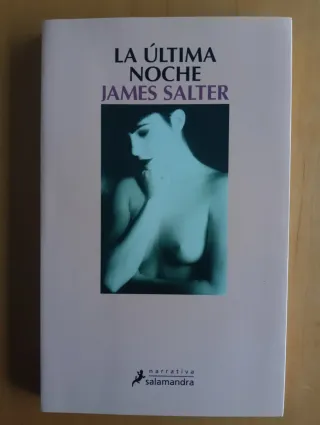 LA ÚLTIMA
NOCHE
JAMES SALTER
narrativa
salamandra